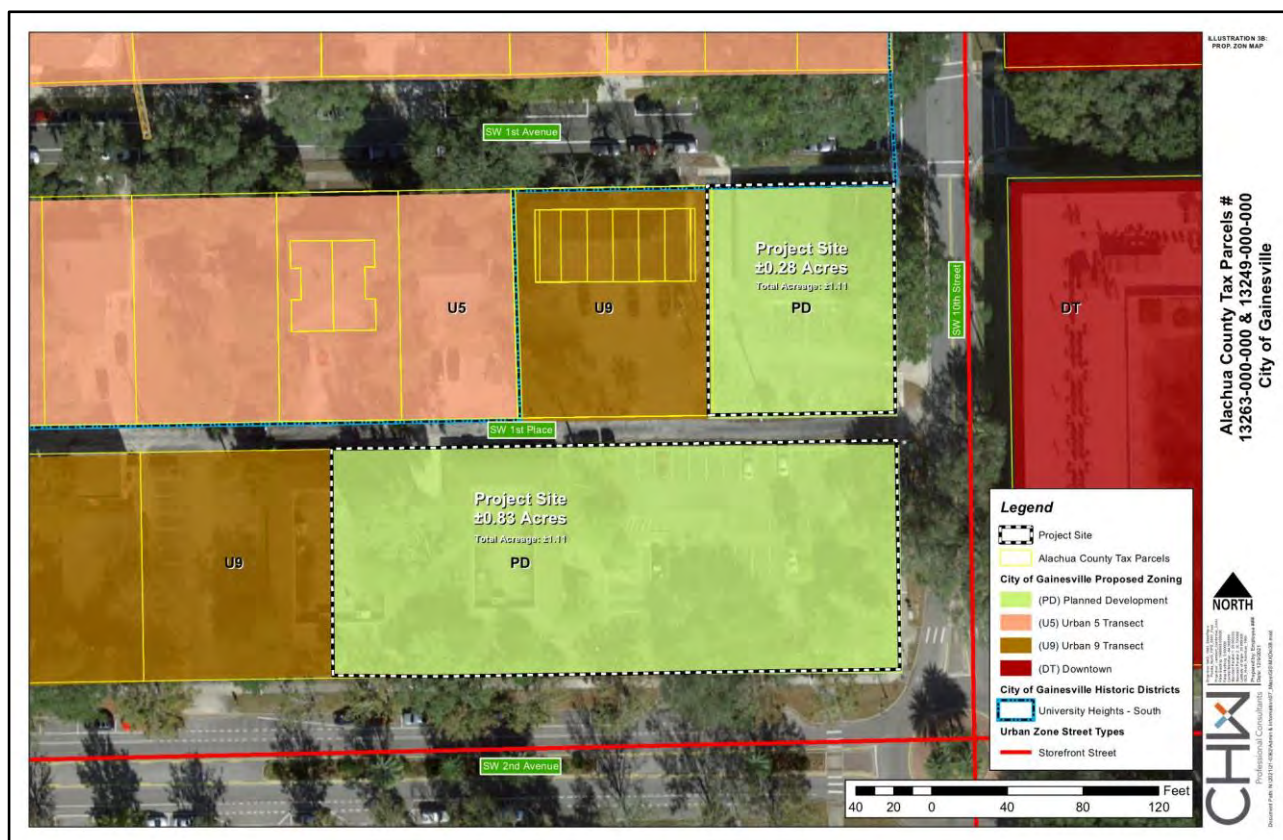 ILLUSTRATION 3B:
PROP. ZON MAP
SW 1st Avenue
Project Site
±0.28 Acres
Total Acreage: ±1.11
PD
U5
U9
SW 10th Street
DT
SW 1st Place
Project Site
±0.83 Acres
Total Acreage: ±1.11
PD
U9
SW 2nd Avenue
Alachua County Tax Parcels #
13263-000-000 & 13249-000-000
City of Gainesville
Legend
Project Site
Alachua County Tax Parcels
City of Gainesville Proposed Zoning
(PD) Planned Development
(U5) Urban 5 Transect
(U9) Urban 9 Transect
(DT) Downtown
City of Gainesville Historic Districts
University Heights - South
Urban Zone Street Types
Storefront Street
NORTH
CHW
Professional Consultants
40 20 0 40 80 120 Feet